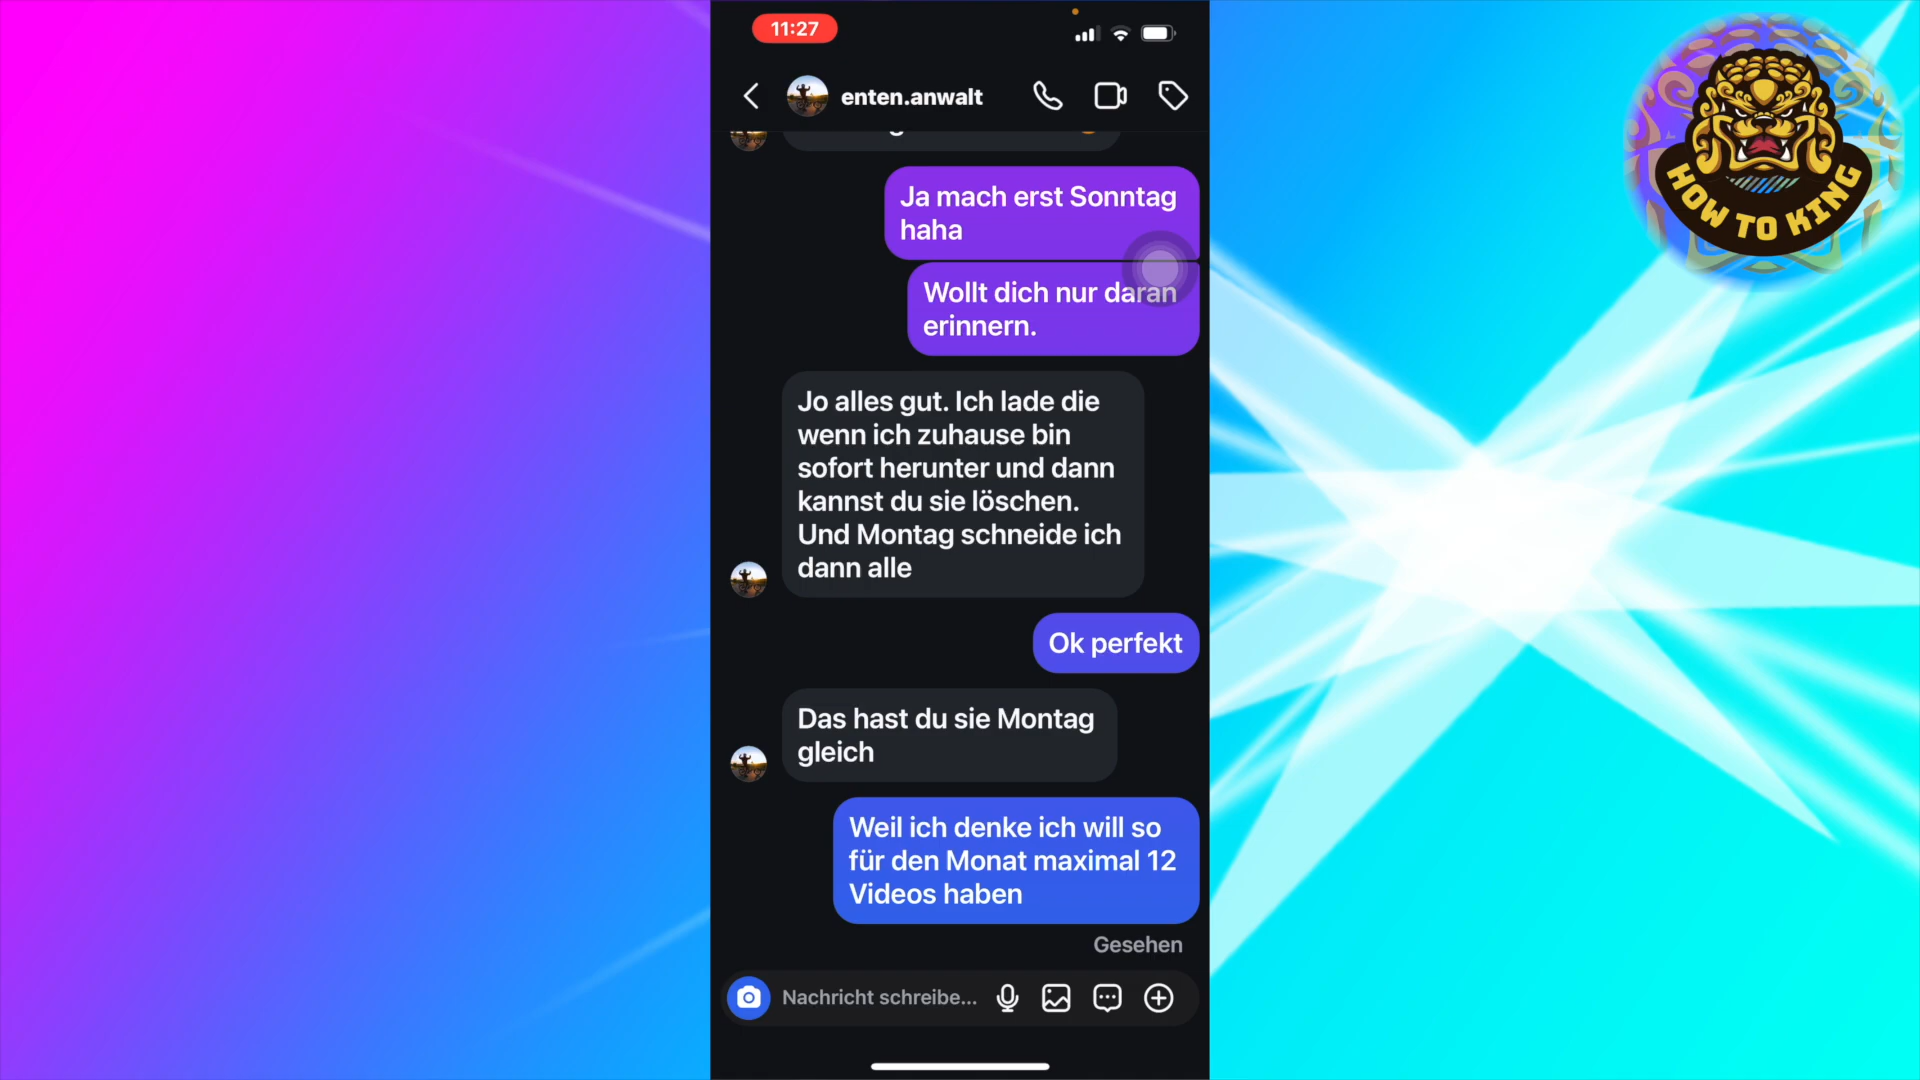 11:27
HOW TO KING
enten.anwalt
Ja mach erst Sonntag
haha
Wollt dich nur daran
erinnern.
Jo alles gut. Ich lade die
wenn ich zuhause bin
sofort herunter und dann
kannst du sie löschen.
Und Montag schneide ich
dann alle
Ok perfekt
Das hast du sie Montag
gleich
Weil ich denke ich will so
für den Monat maximal 12
Videos haben
Gesehen
Nachricht schreibe...